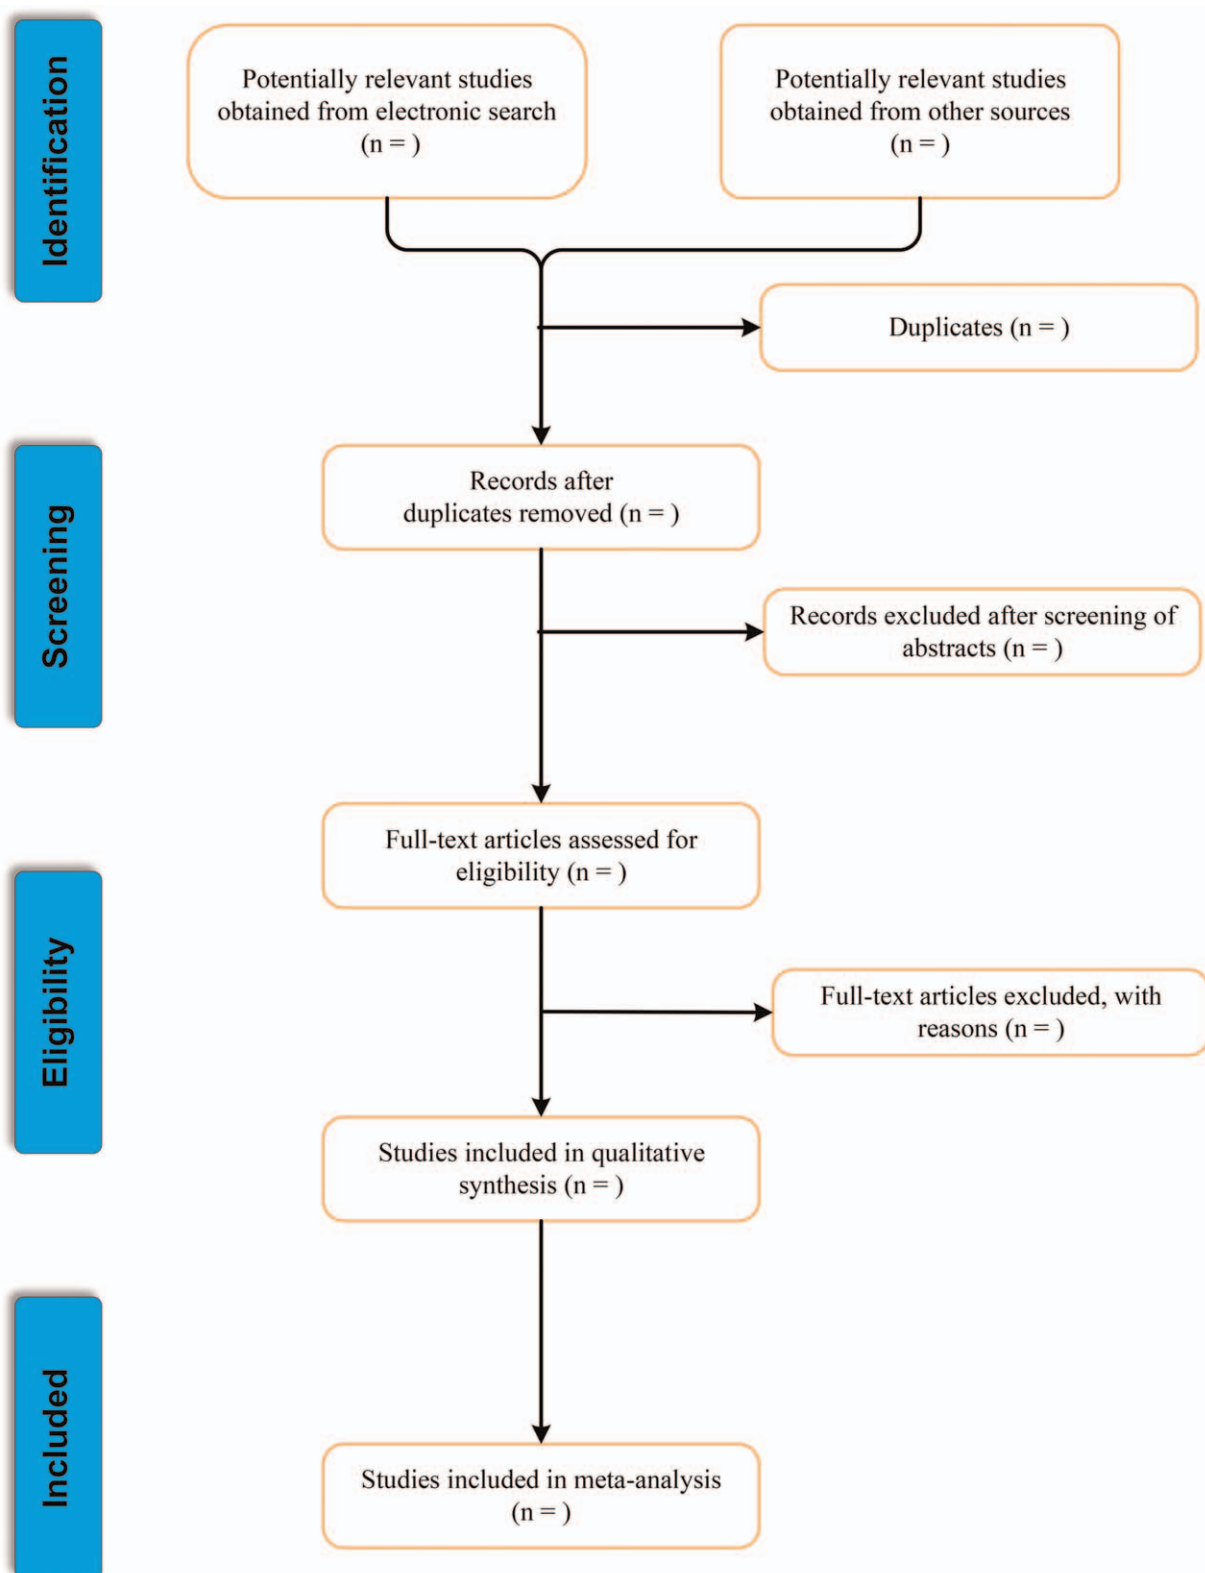 Identification
Potentially relevant studies
obtained from electronic search
(n = )
Potentially relevant studies
obtained from other sources
(n = )
Duplicates (n = )
Screening
Records after
duplicates removed (n = )
Records excluded after screening of
abstracts (n = )
Eligibility
Full-text articles assessed for
eligibility (n = )
Full-text articles excluded, with
reasons (n = )
Studies included in qualitative
synthesis (n = )
Included
Studies included in meta-analysis
(n = )